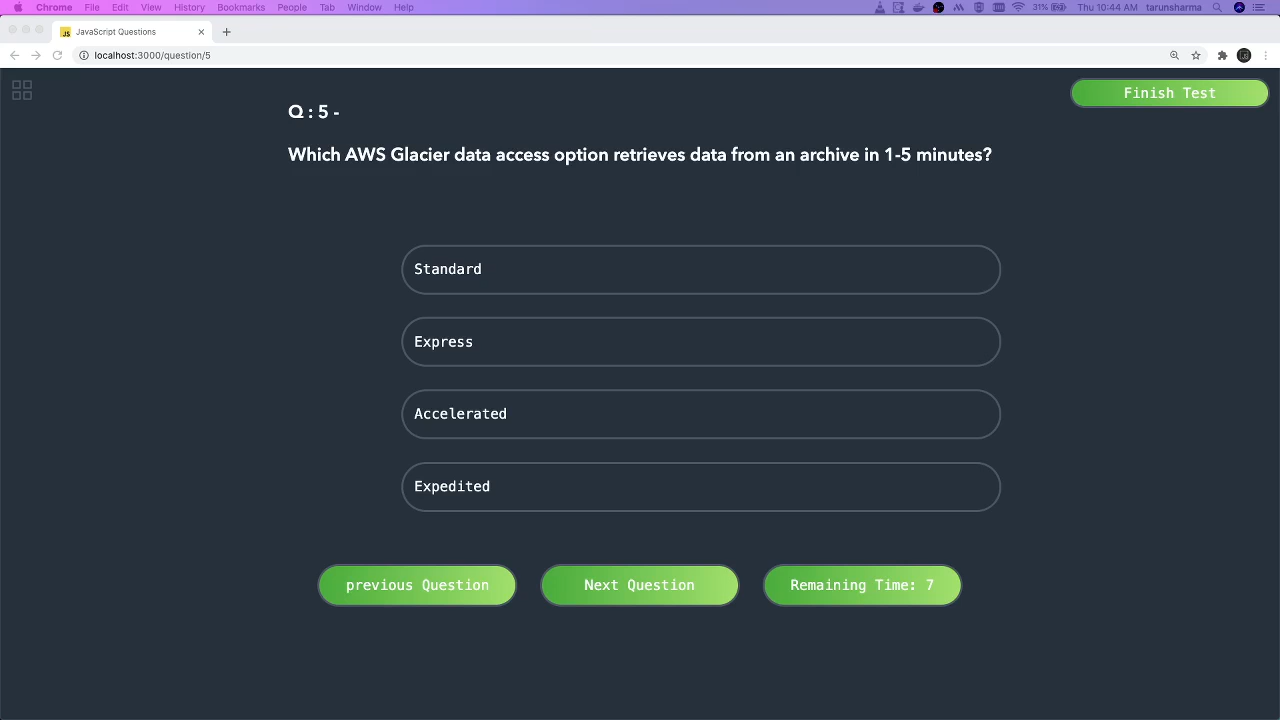 Chrome File Edit View History Bookmarks People Tab Window Help 31% Thu 10:44 AM tarunsharma
JS JavaScript Questions
localhost:3000/question/5
Finish Test
Q : 5 -
Which AWS Glacier data access option retrieves data from an archive in 1-5 minutes?
Standard
Express
Accelerated
Expedited
previous Question Next Question Remaining Time: 7